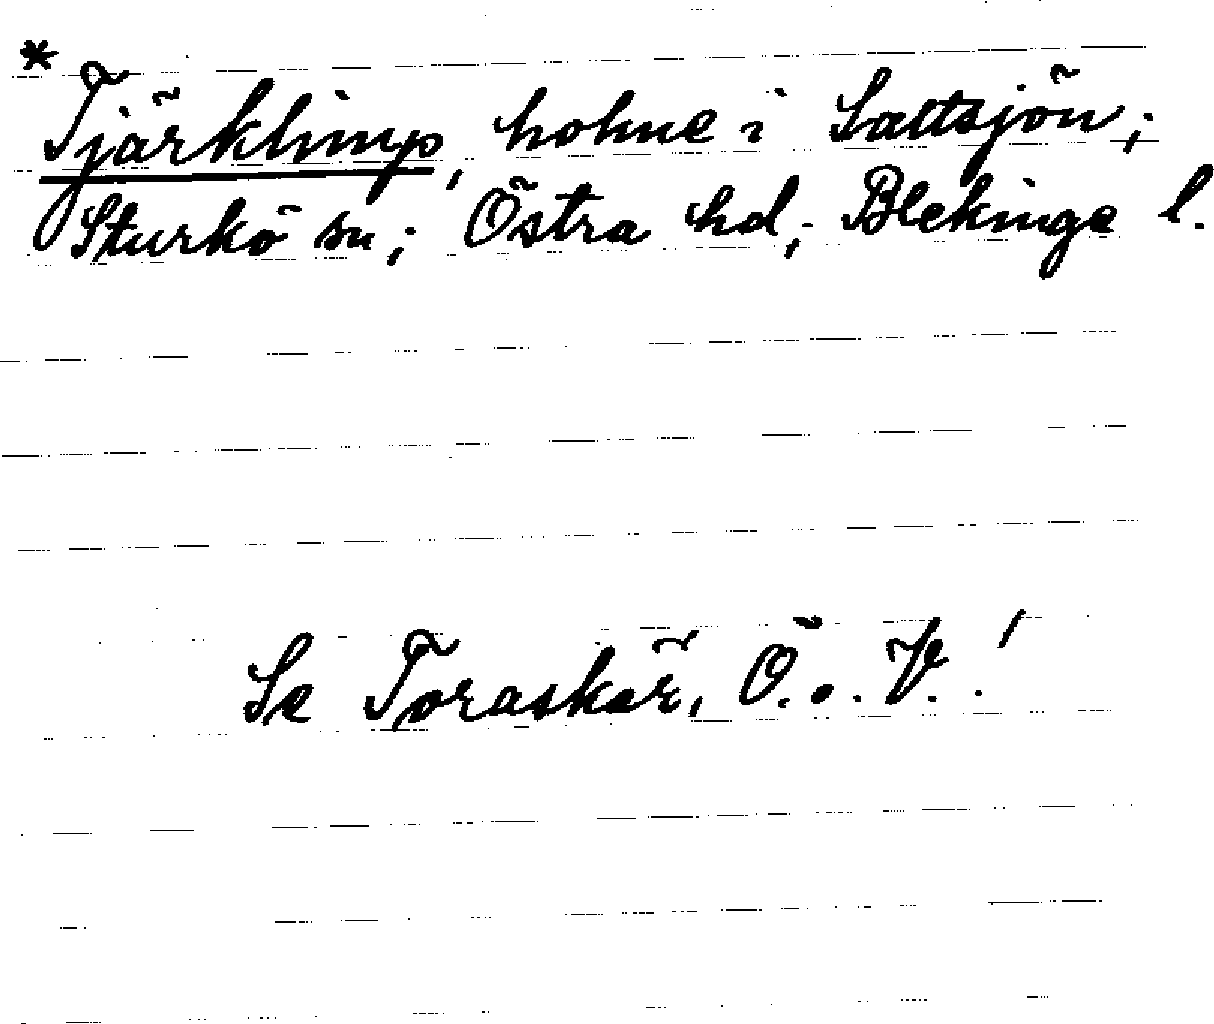 *Tjärklimp, holme i Saltsjön;
Sturkö sn; Östra hd, Blekinge l.
Se Toraskär, Ö. o. V.!